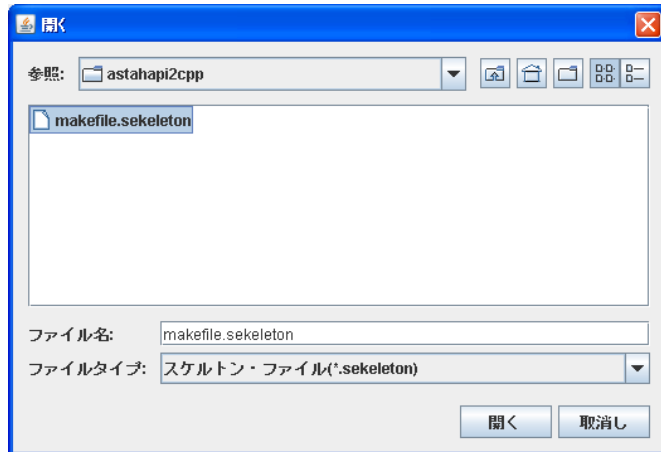 開く
参照: astahapi2cpp
makefile.sekeleton
ファイル名: makefile.sekeleton
ファイルタイプ: スケルトン・ファイル(*.sekeleton)
開く 取消し